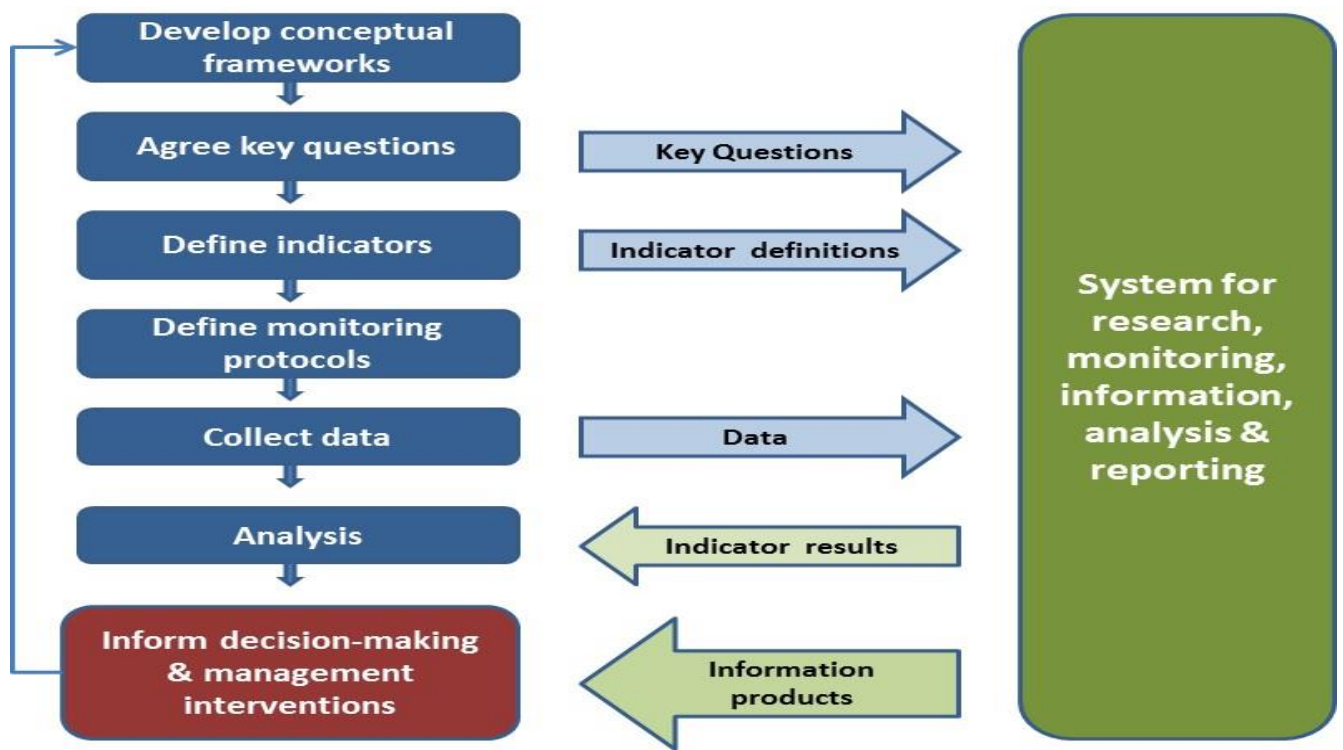 Develop conceptual
frameworks
Agree key questions
Key Questions
Define indicators
Indicator definitions
Define monitoring
protocols
Collect data
Data
Analysis
Indicator results
Inform decision-making
& management
interventions
Information
products
System for
research,
monitoring,
information,
analysis &
reporting